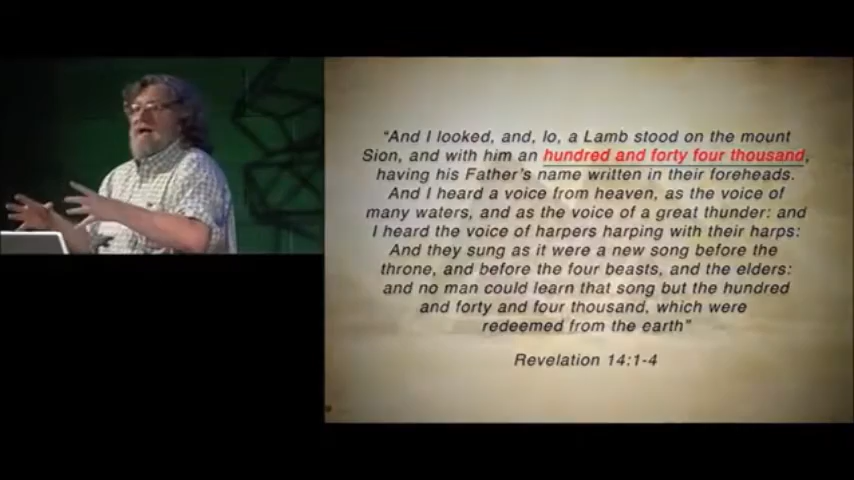 “And I looked, and, lo, a Lamb stood on the mount
Sion, and with him an hundred and forty four thousand,
having his Father's name written in their foreheads.
And I heard a voice from heaven, as the voice of
many waters, and as the voice of a great thunder: and
I heard the voice of harpers harping with their harps:
And they sung as it were a new song before the
throne, and before the four beasts, and the elders:
and no man could learn that song but the hundred
and forty and four thousand, which were
redeemed from the earth”
Revelation 14:1-4